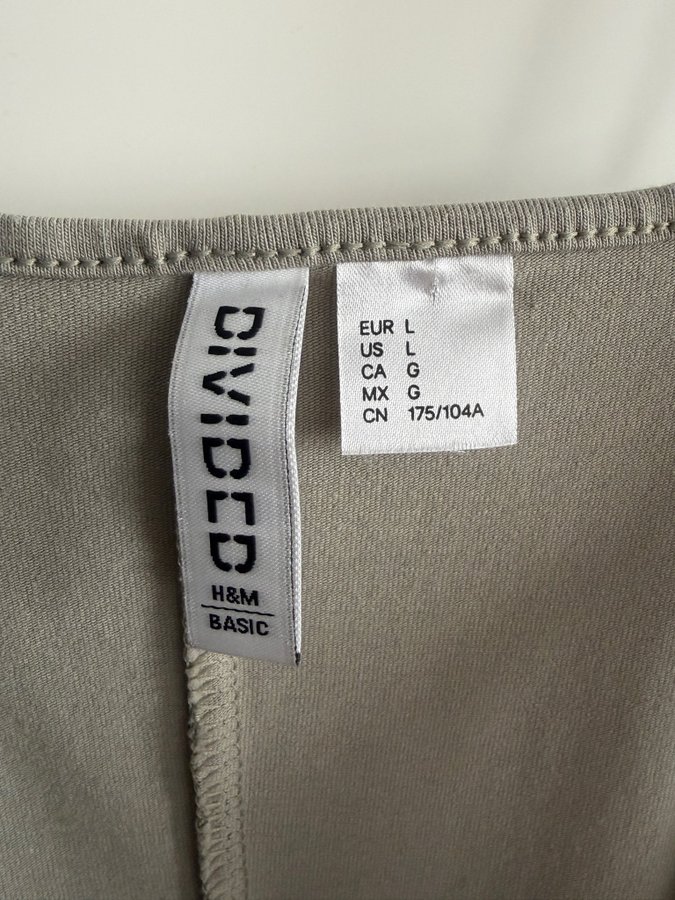 DIVIDED
H&M
BASIC
EUR L
US L
CA G
MX G
CN 175/104A